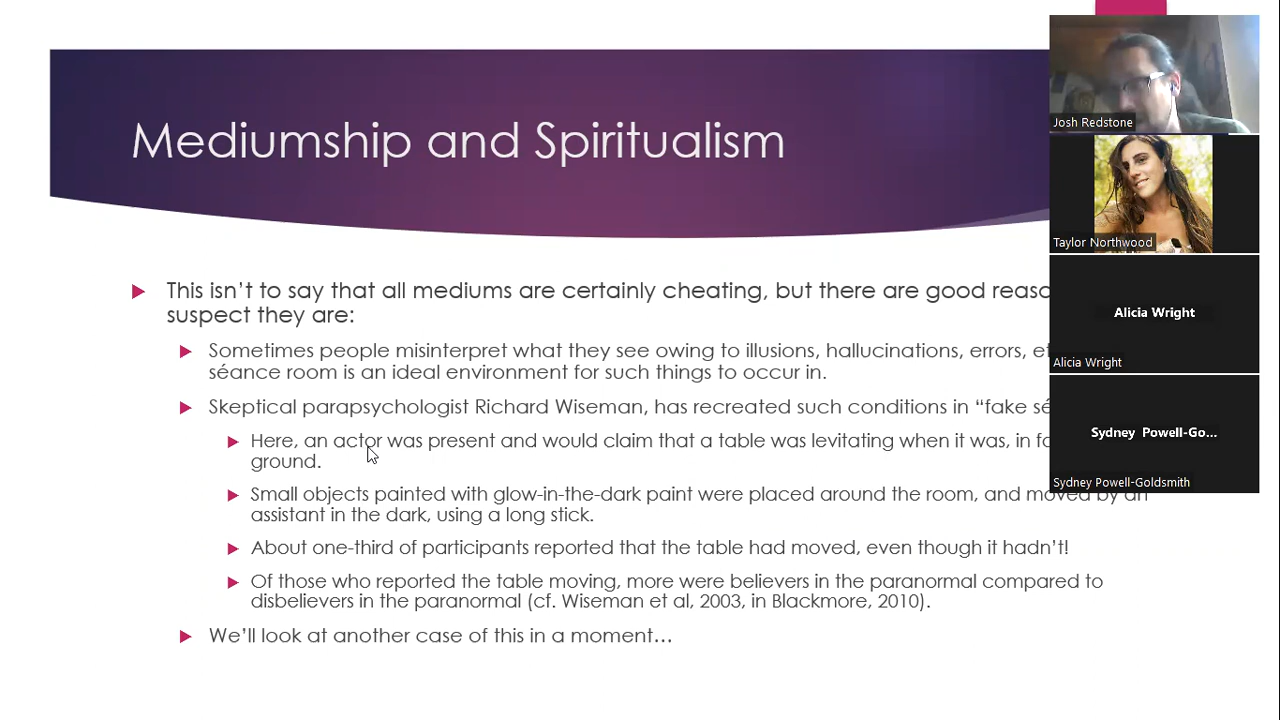 Mediumship and Spiritualism
This isn't to say that all mediums are certainly cheating, but there are good
suspect they are:
Sometimes people misinterpret what they see owing to illusions, hallucinations, errors,
séance room is an ideal environment for such things to occur in.
Skeptical parapsychologist Richard Wiseman, has recreated such conditions in “fake
Here, an actor was present and would claim that a table was levitating when it was, in
ground.
Small objects painted with glow-in-the-dark paint were placed around the room, and moved by an
assistant in the dark, using a long stick.
About one-third of participants reported that the table had moved, even though it hadn't!
Of those who reported the table moving, more were believers in the paranormal compared to
disbelievers in the paranormal (cf. Wiseman et al, 2003, in Blackmore, 2010).
We'll look at another case of this in a moment…
Josh Redstone
Taylor Northwood
Alicia Wright
Alicia Wright
Sydney Powell-Go...
Sydney Powell-Goldsmith